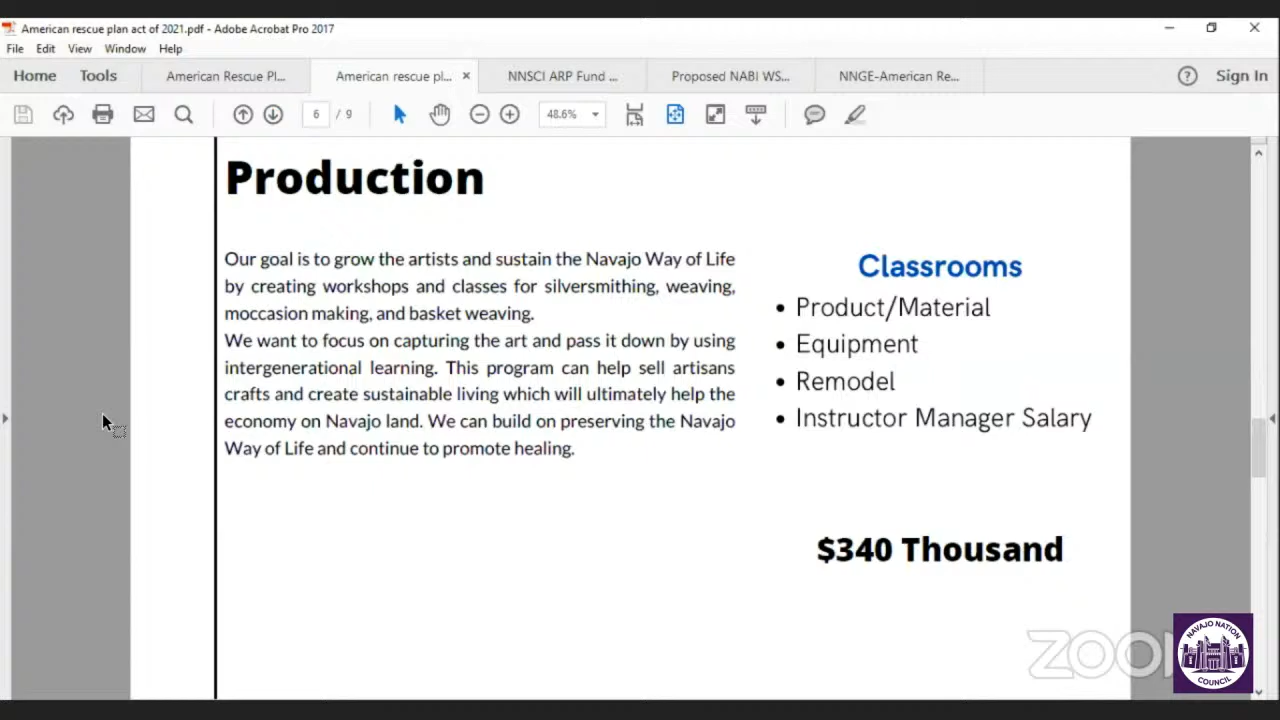 American rescue plan act of 2021.pdf - Adobe Acrobat Pro 2017
File Edit View Window Help
Home Tools American Rescue Pl... American rescue pl... × NNSCI ARP Fund ... Proposed NABI WS... NNGE-American Re... ? Sign In
6 / 9 48.6%
Production
Our goal is to grow the artists and sustain the Navajo Way of Life
by creating workshops and classes for silversmithing, weaving,
moccasion making, and basket weaving.
We want to focus on capturing the art and pass it down by using
intergenerational learning. This program can help sell artisans
crafts and create sustainable living which will ultimately help the
economy on Navajo land. We can build on preserving the Navajo
Way of Life and continue to promote healing.
Classrooms
• Product/Material
• Equipment
• Remodel
• Instructor Manager Salary
$340 Thousand
NAVAJO NATION
COUNCIL